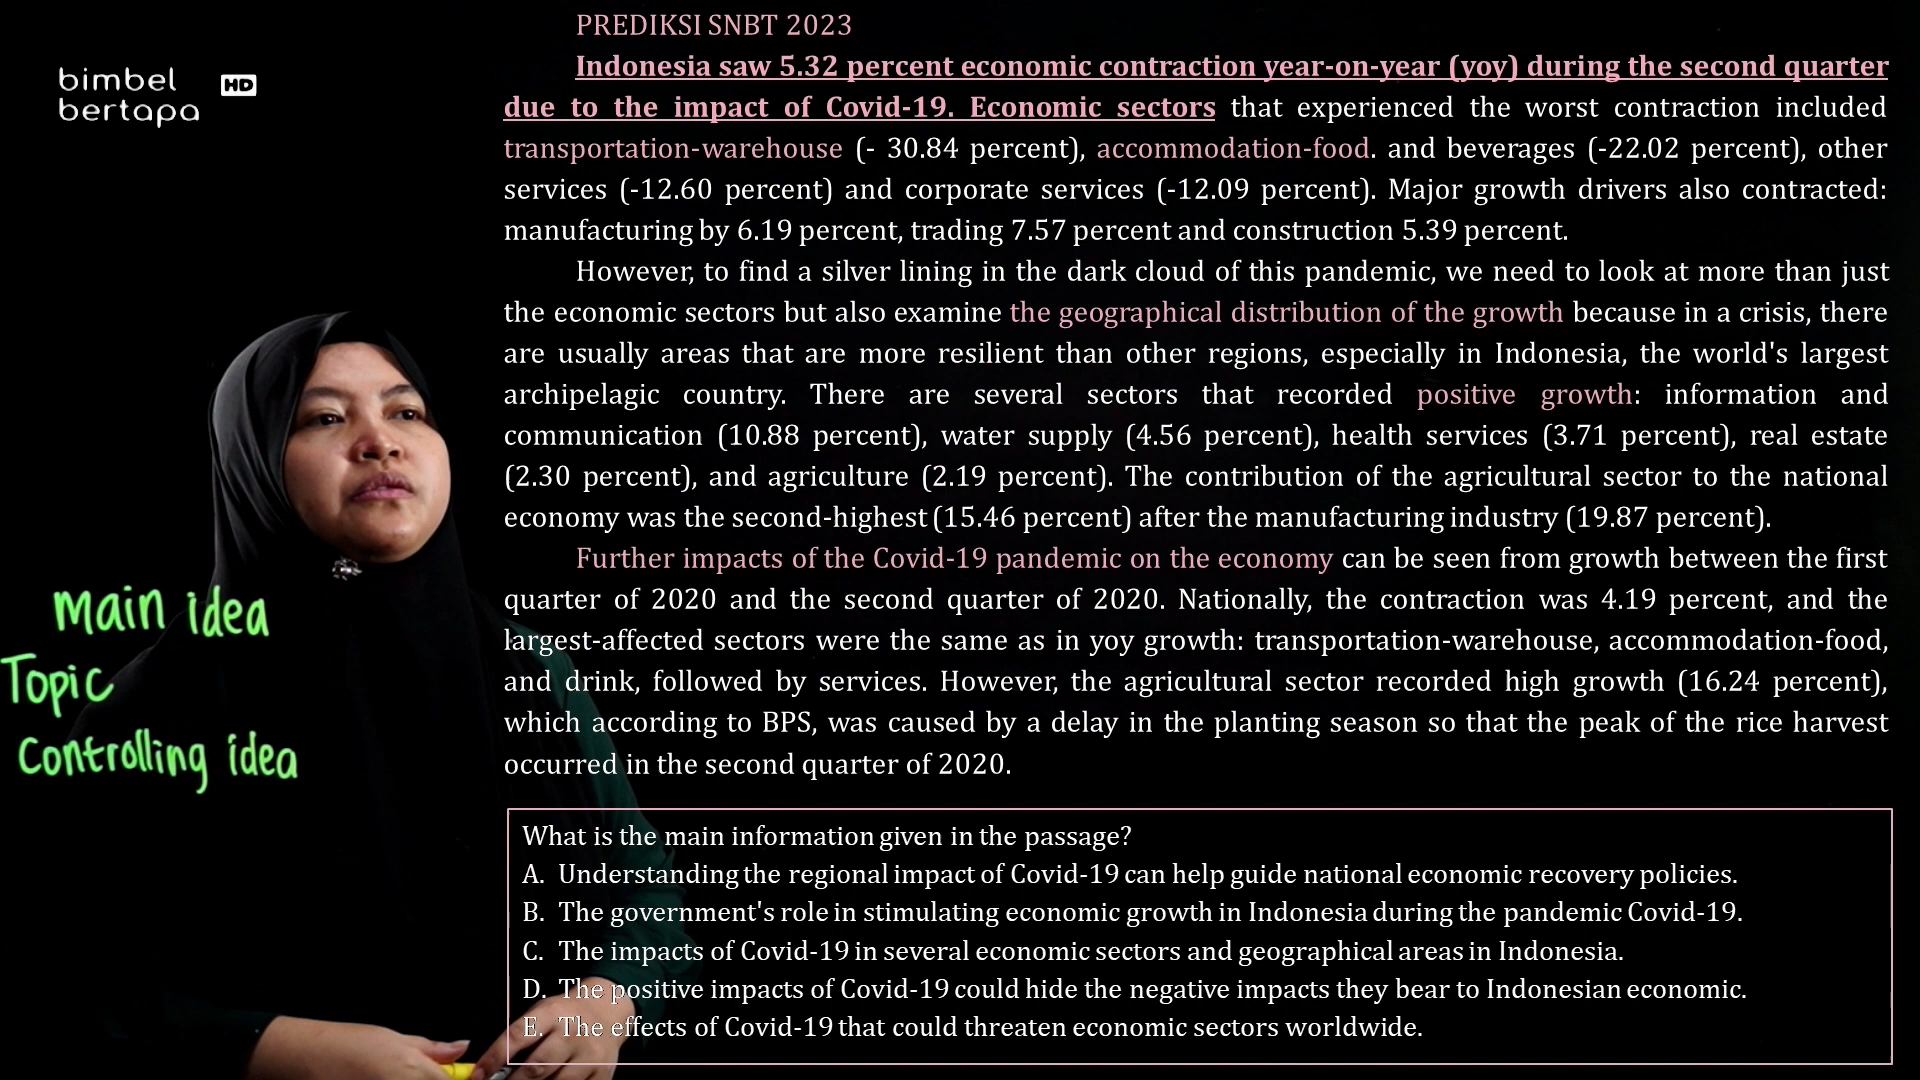 PREDIKSI SNBT 2023
bimbel
bertapa
HD
Indonesia saw 5.32 percent economic contraction year-on-year (yoy) during the second quarter
due to the impact of Covid-19. Economic sectors that experienced the worst contraction included
transportation-warehouse (- 30.84 percent), accommodation-food. and beverages (-22.02 percent), other
services (-12.60 percent) and corporate services (-12.09 percent). Major growth drivers also contracted:
manufacturing by 6.19 percent, trading 7.57 percent and construction 5.39 percent.
However, to find a silver lining in the dark cloud of this pandemic, we need to look at more than just
the economic sectors but also examine the geographical distribution of the growth because in a crisis, there
are usually areas that are more resilient than other regions, especially in Indonesia, the world's largest
archipelagic country. There are several sectors that recorded positive growth: information and
communication (10.88 percent), water supply (4.56 percent), health services (3.71 percent), real estate
(2.30 percent), and agriculture (2.19 percent). The contribution of the agricultural sector to the national
economy was the second-highest (15.46 percent) after the manufacturing industry (19.87 percent).
Further impacts of the Covid-19 pandemic on the economy can be seen from growth between the first
quarter of 2020 and the second quarter of 2020. Nationally, the contraction was 4.19 percent, and the
largest-affected sectors were the same as in yoy growth: transportation-warehouse, accommodation-food,
and drink, followed by services. However, the agricultural sector recorded high growth (16.24 percent),
which according to BPS, was caused by a delay in the planting season so that the peak of the rice harvest
occurred in the second quarter of 2020.
Main idea
Topic
Controlling idea
What is the main information given in the passage?
A. Understanding the regional impact of Covid-19 can help guide national economic recovery policies.
B. The government's role in stimulating economic growth in Indonesia during the pandemic Covid-19.
C. The impacts of Covid-19 in several economic sectors and geographical areas in Indonesia.
D. The positive impacts of Covid-19 could hide the negative impacts they bear to Indonesian economic.
E. The effects of Covid-19 that could threaten economic sectors worldwide.